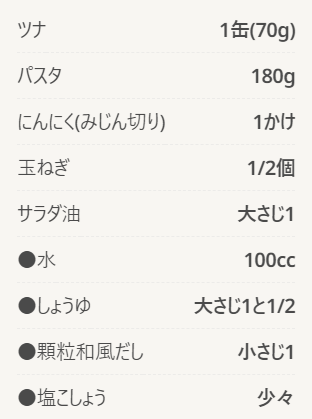 ツナ 1缶(70g)
パスタ 180g
にんにく(みじん切り) 1かけ
玉ねぎ 1/2個
サラダ油 大さじ1
●水 100cc
●しょうゆ 大さじ1と1/2
●顆粒和風だし 小さじ1
●塩こしょう 少々